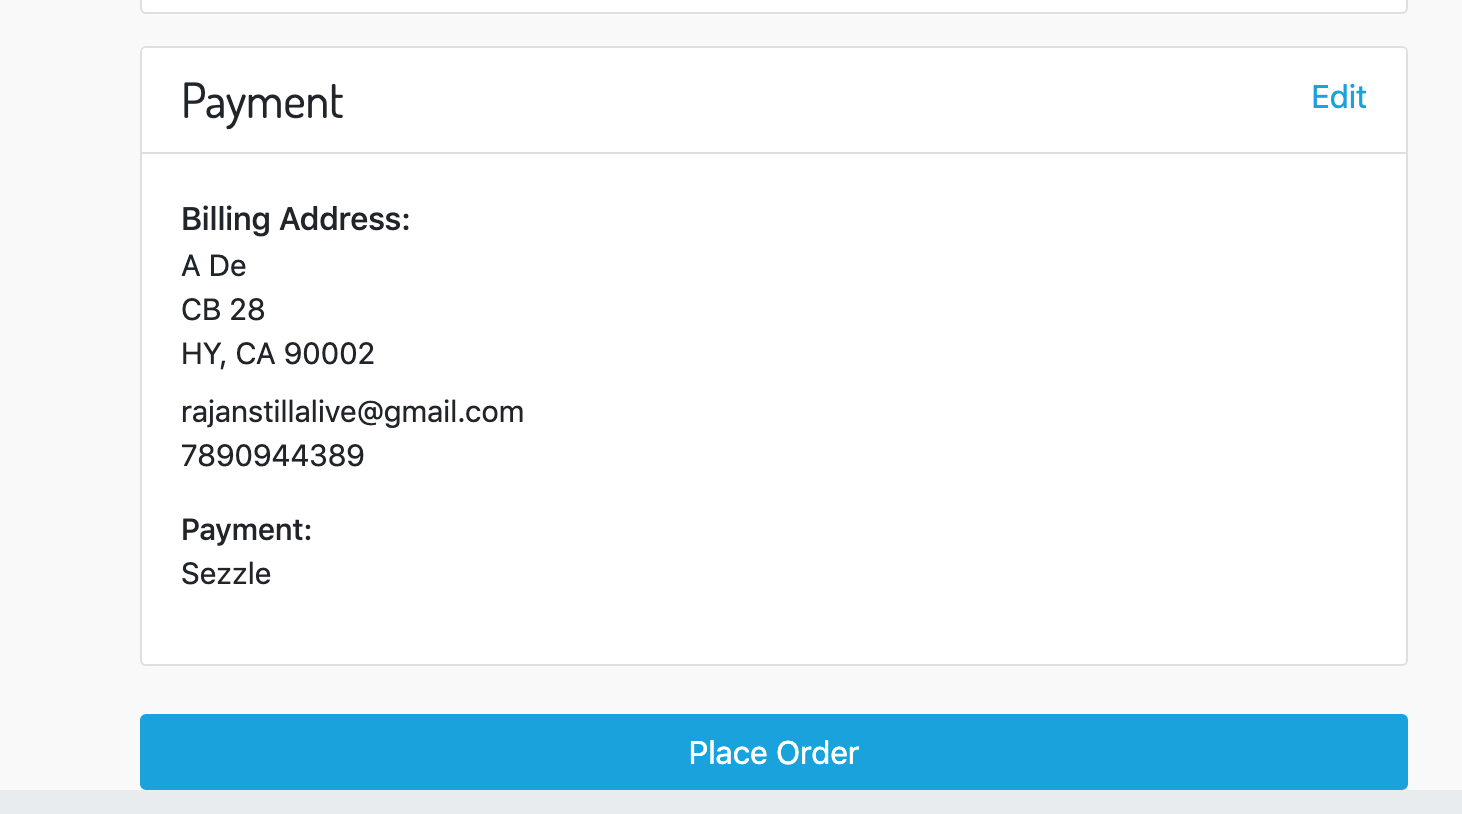 Payment
Edit
Billing Address:
A De
CB 28
HY, CA 90002
rajanstillalive@gmail.com
7890944389
Payment:
Sezzle
Place Order